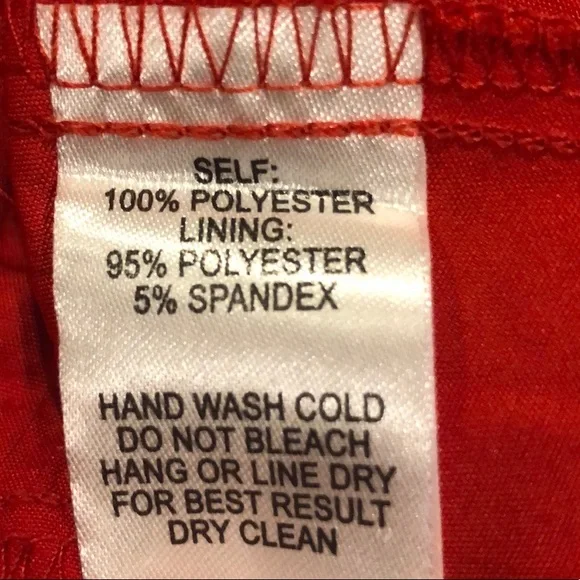 SELF:
100% POLYESTER
LINING:
95% POLYESTER
5% SPANDEX
HAND WASH COLD
DO NOT BLEACH
HANG OR LINE DRY
FOR BEST RESULT
DRY CLEAN